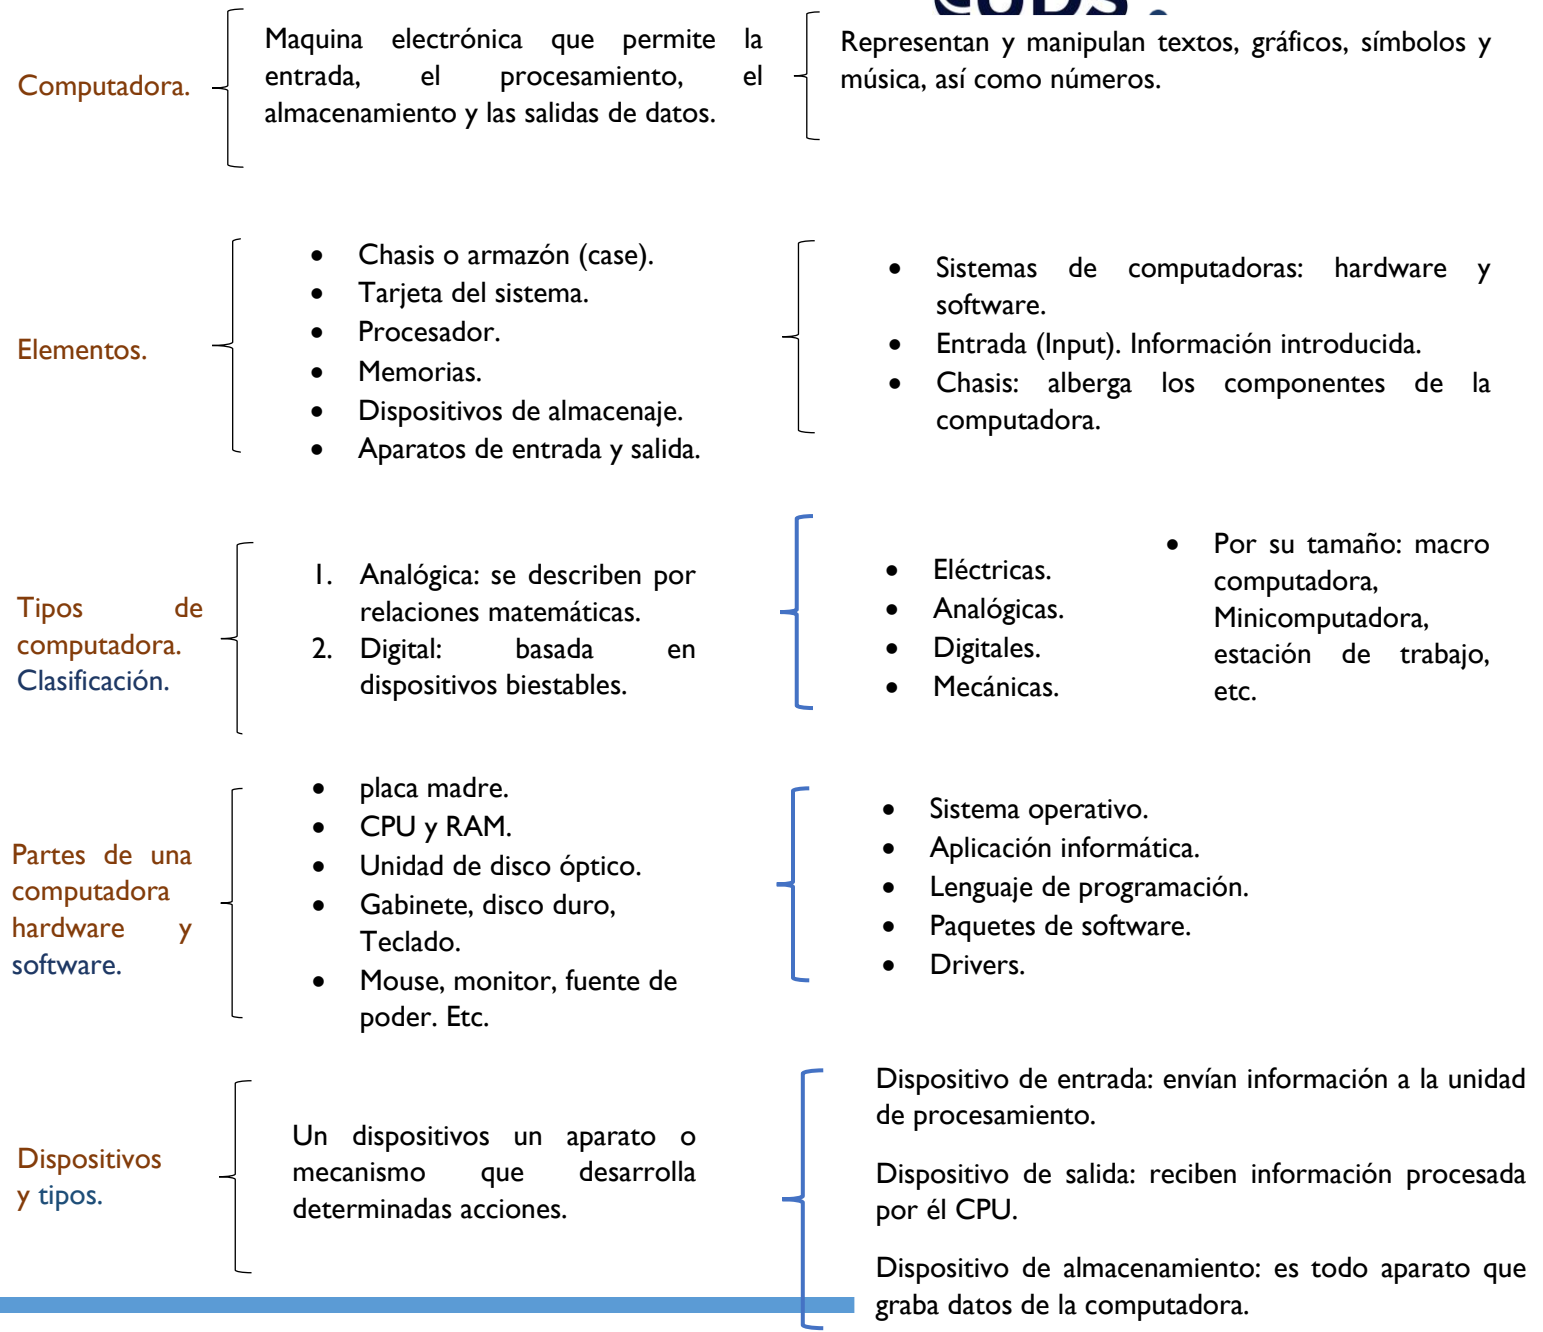 Computadora.
Maquina electrónica que permite la
entrada, el procesamiento, el
almacenamiento y las salidas de datos.
Representan y manipulan textos, gráficos, símbolos y
música, así como números.
Elementos.
• Chasis o armazón (case).
• Tarjeta del sistema.
• Procesador.
• Memorias.
• Dispositivos de almacenaje.
• Aparatos de entrada y salida.
• Sistemas de computadoras: hardware y
software.
• Entrada (Input). Información introducida.
• Chasis: alberga los componentes de la
computadora.
Tipos de
computadora.
Clasificación.
1. Analógica: se describen por
relaciones matemáticas.
2. Digital: basada en
dispositivos biestables.
• Eléctricas.
• Analógicas.
• Digitales.
• Mecánicas.
• Por su tamaño: macro
computadora,
Minicomputadora,
estación de trabajo,
etc.
Partes de una
computadora
hardware y
software.
• placa madre.
• CPU y RAM.
• Unidad de disco óptico.
• Gabinete, disco duro,
Teclado.
• Mouse, monitor, fuente de
poder. Etc.
• Sistema operativo.
• Aplicación informática.
• Lenguaje de programación.
• Paquetes de software.
• Drivers.
Dispositivos
y tipos.
Un dispositivos un aparato o
mecanismo que desarrolla
determinadas acciones.
Dispositivo de entrada: envían información a la unidad
de procesamiento.
Dispositivo de salida: reciben información procesada
por él CPU.
Dispositivo de almacenamiento: es todo aparato que
graba datos de la computadora.